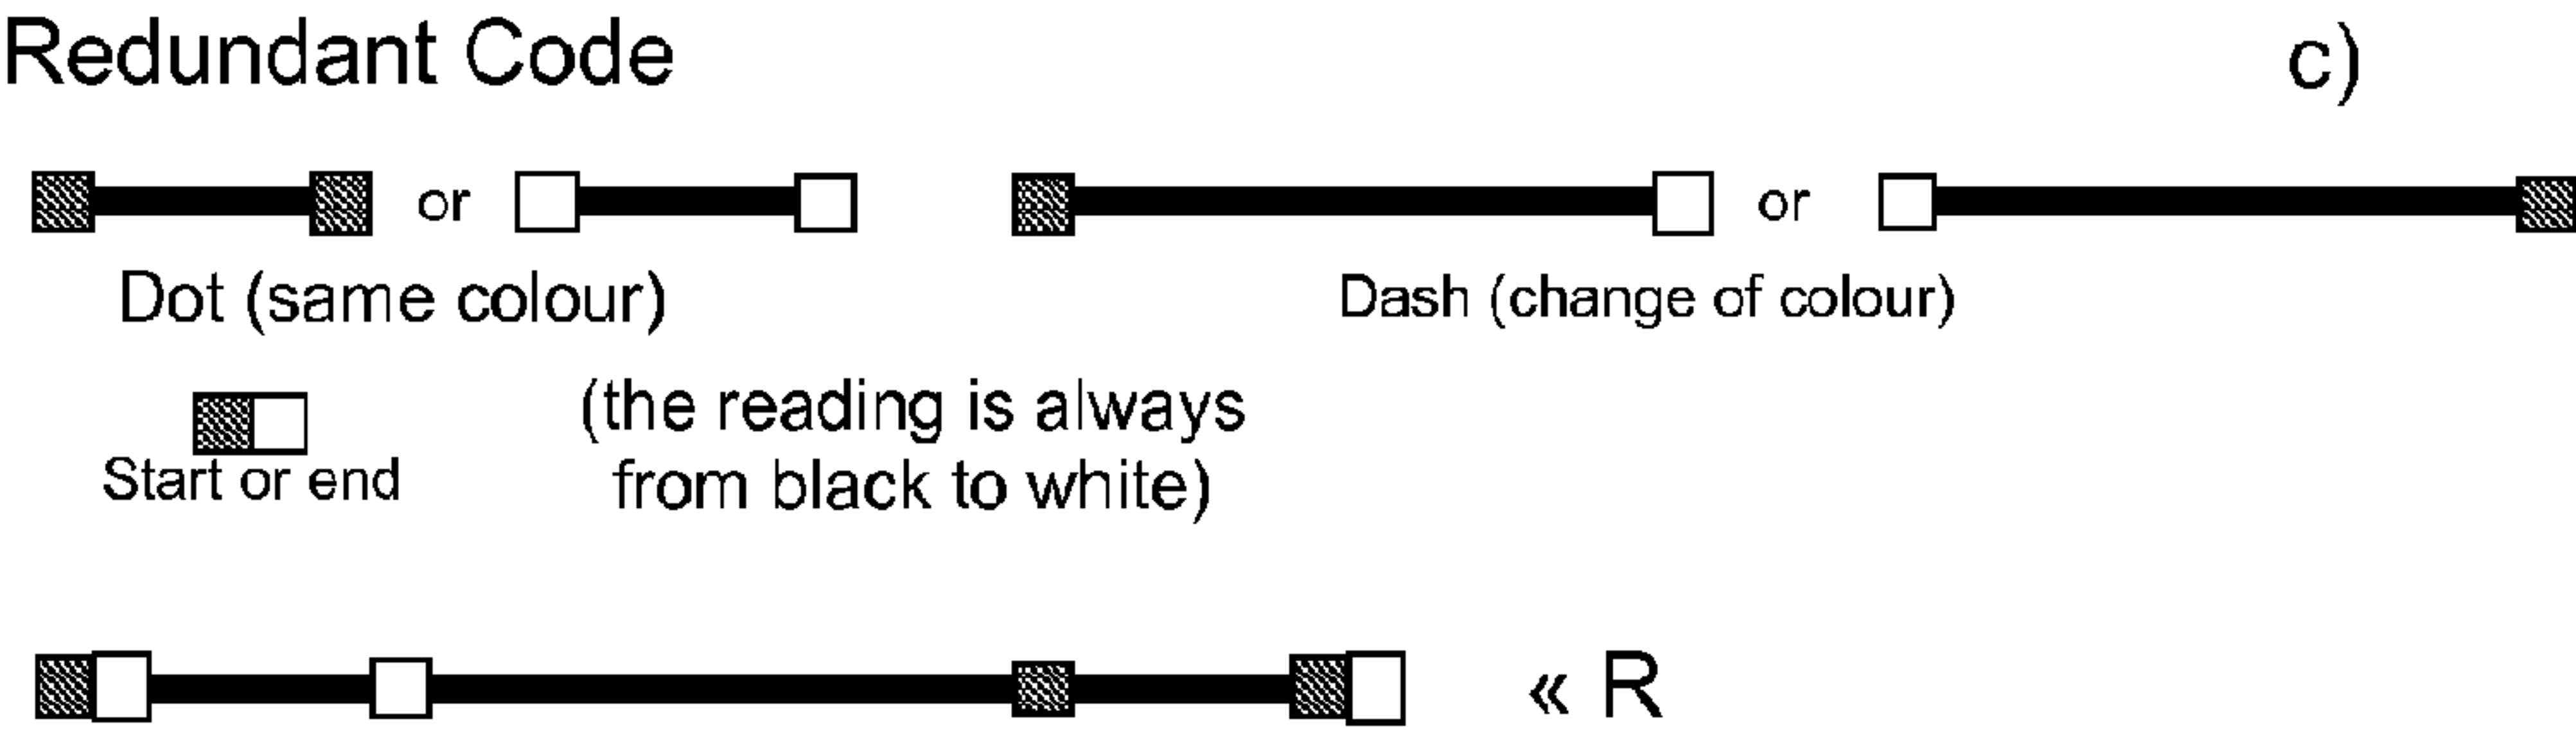 Redundant Code c)
or or
Dot (same colour) Dash (change of colour)
(the reading is always
Start or end from black to white)
« R